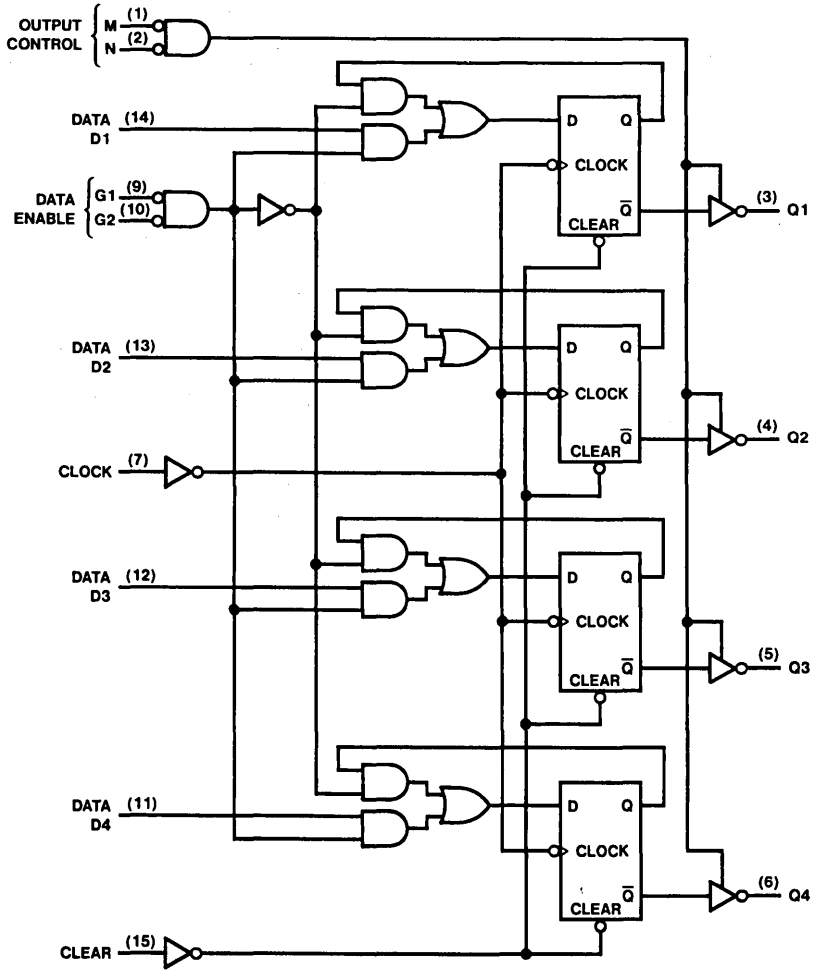 OUTPUT CONTROL
M (1)
N (2)
DATA D1 (14)
DATA ENABLE
G1 (9)
G2 (10)
D Q
CLOCK
Q̅
CLEAR
(3) Q1
DATA D2 (13)
D Q
CLOCK
Q̅
CLEAR
(4) Q2
CLOCK (7)
DATA D3 (12)
D Q
CLOCK
Q̅
CLEAR
(5) Q3
DATA D4 (11)
D Q
CLOCK
Q̅
CLEAR
(6) Q4
CLEAR (15)